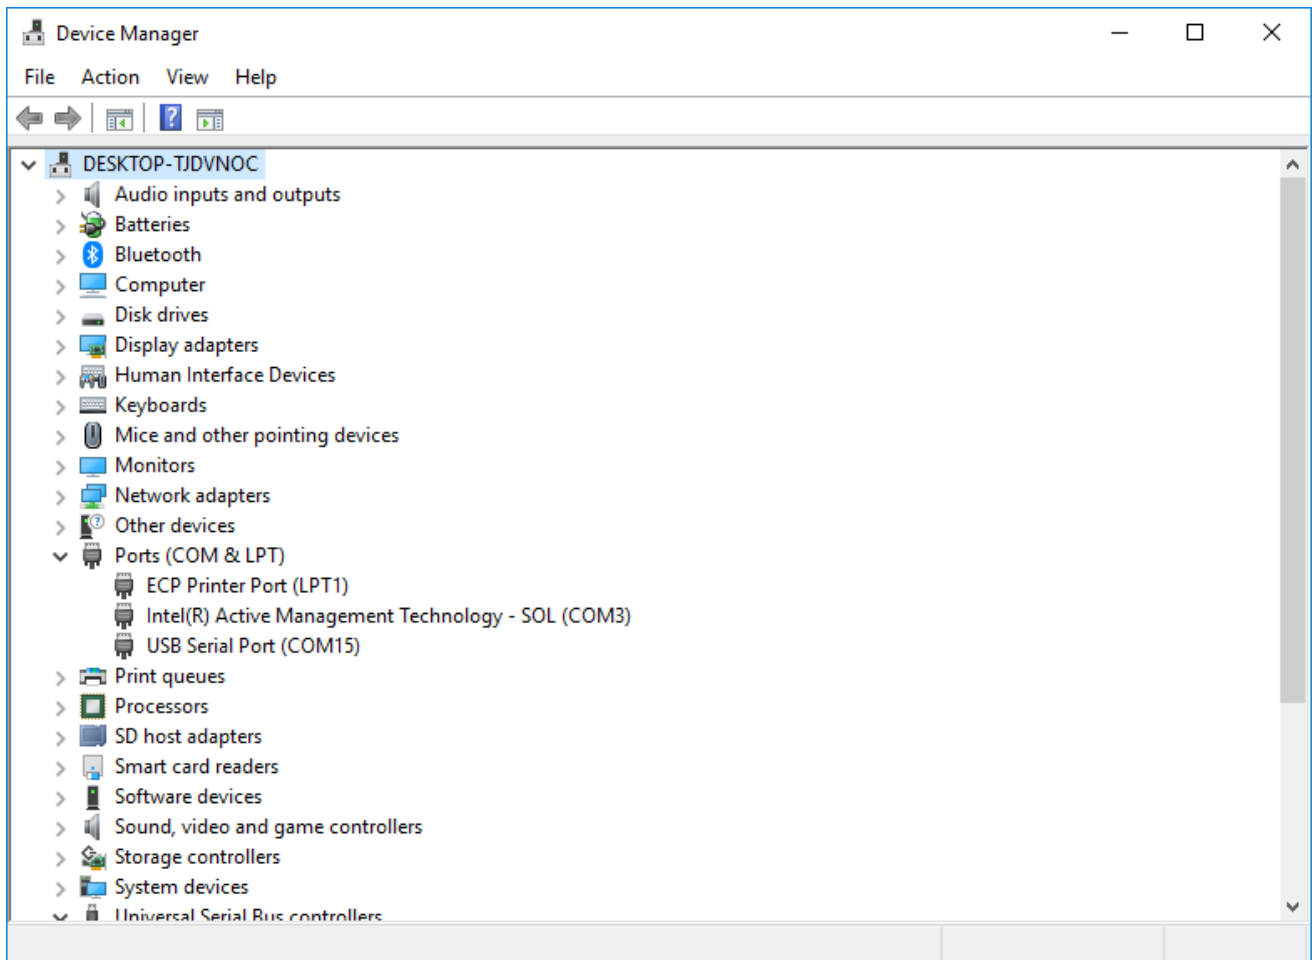 Device Manager
File Action View Help
DESKTOP-TJDVNOC
Audio inputs and outputs
Batteries
Bluetooth
Computer
Disk drives
Display adapters
Human Interface Devices
Keyboards
Mice and other pointing devices
Monitors
Network adapters
Other devices
Ports (COM & LPT)
ECP Printer Port (LPT1)
Intel(R) Active Management Technology - SOL (COM3)
USB Serial Port (COM15)
Print queues
Processors
SD host adapters
Smart card readers
Software devices
Sound, video and game controllers
Storage controllers
System devices
Universal Serial Bus controllers